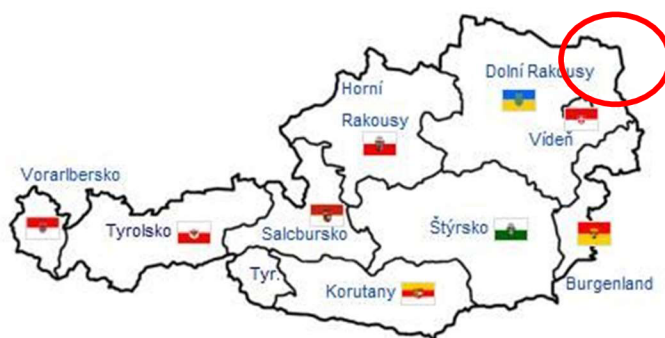 Dolní Rakousy
Horní
Rakousy
Vídeň
Vorarlbersko
Tyrolsko
Salcbursko
Štýrsko
Tyr.
Korutany
Burgenland